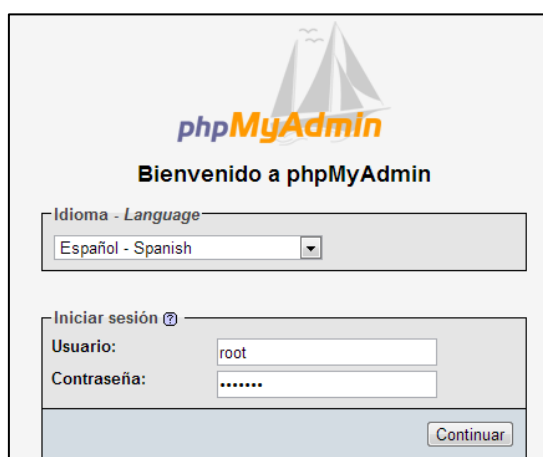 phpMyAdmin
Bienvenido a phpMyAdmin
Idioma - Language
Español - Spanish
Iniciar sesión ?
Usuario: root
Contraseña: •••••••
Continuar